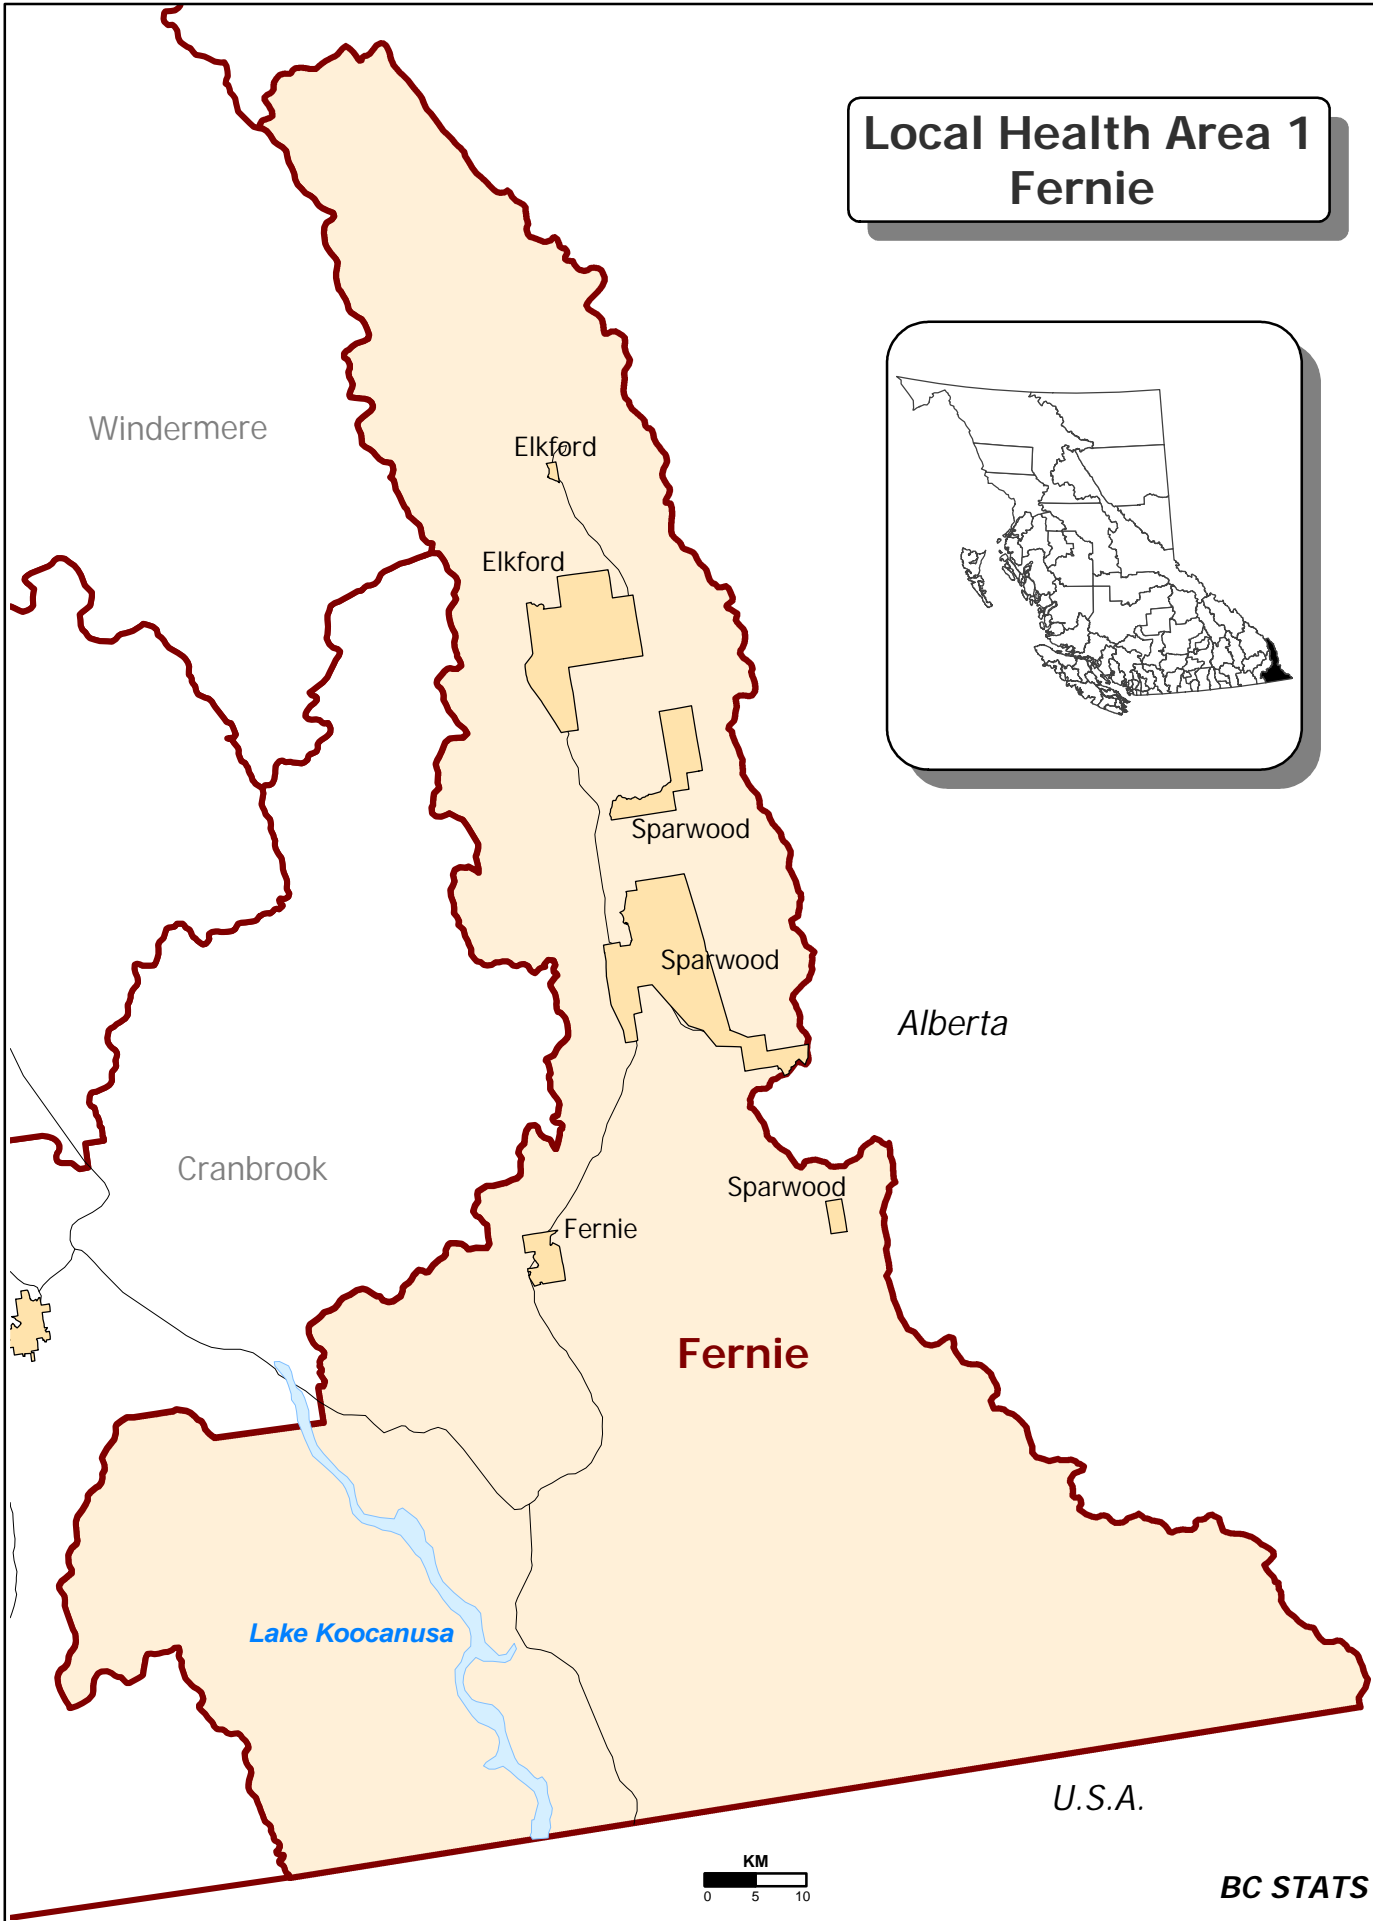 Local Health Area 1
Fernie
Windermere
Elkford
Elkford
Sparwood
Sparwood
Alberta
Cranbrook
Sparwood
Fernie
Fernie
Lake Koocanusa
U.S.A.
KM
0 5 10
BC STATS